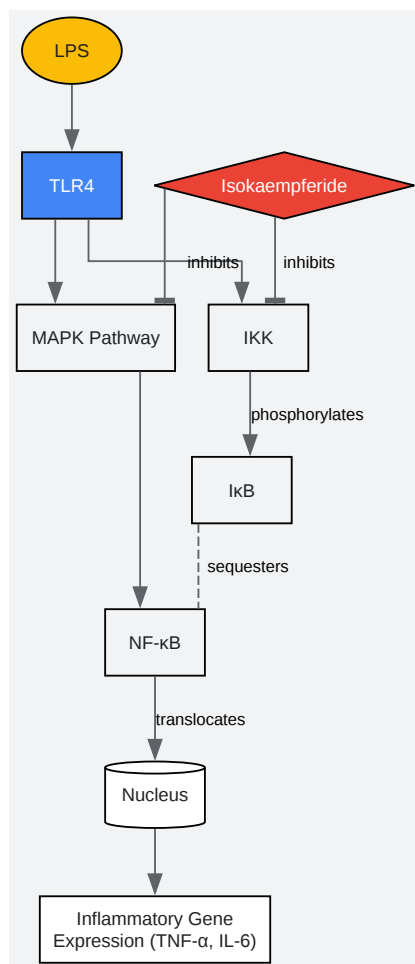 LPS
TLR4
Isokaempferide
inhibits
inhibits
MAPK Pathway
IKK
phosphorylates
IκB
sequesters
NF-κB
translocates
Nucleus
Inflammatory Gene
Expression (TNF-α, IL-6)